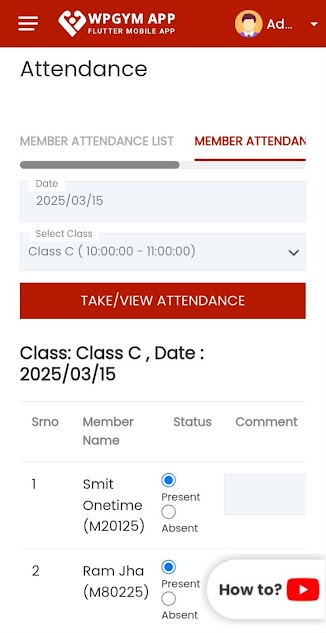 WPGYM APP
FLUTTER MOBILE APP
Ad...
Attendance
MEMBER ATTENDANCE LIST
MEMBER ATTENDAN
Date
2025/03/15
Select Class
Class C ( 10:00:00 - 11:00:00)
TAKE/VIEW ATTENDANCE
Class: Class C , Date :
2025/03/15
Srno
Member
Name
Status
Comment
1
Smit
Onetime
(M20125)
Present
Absent
2
Ram Jha
(M80225)
Present
Absent
How to?